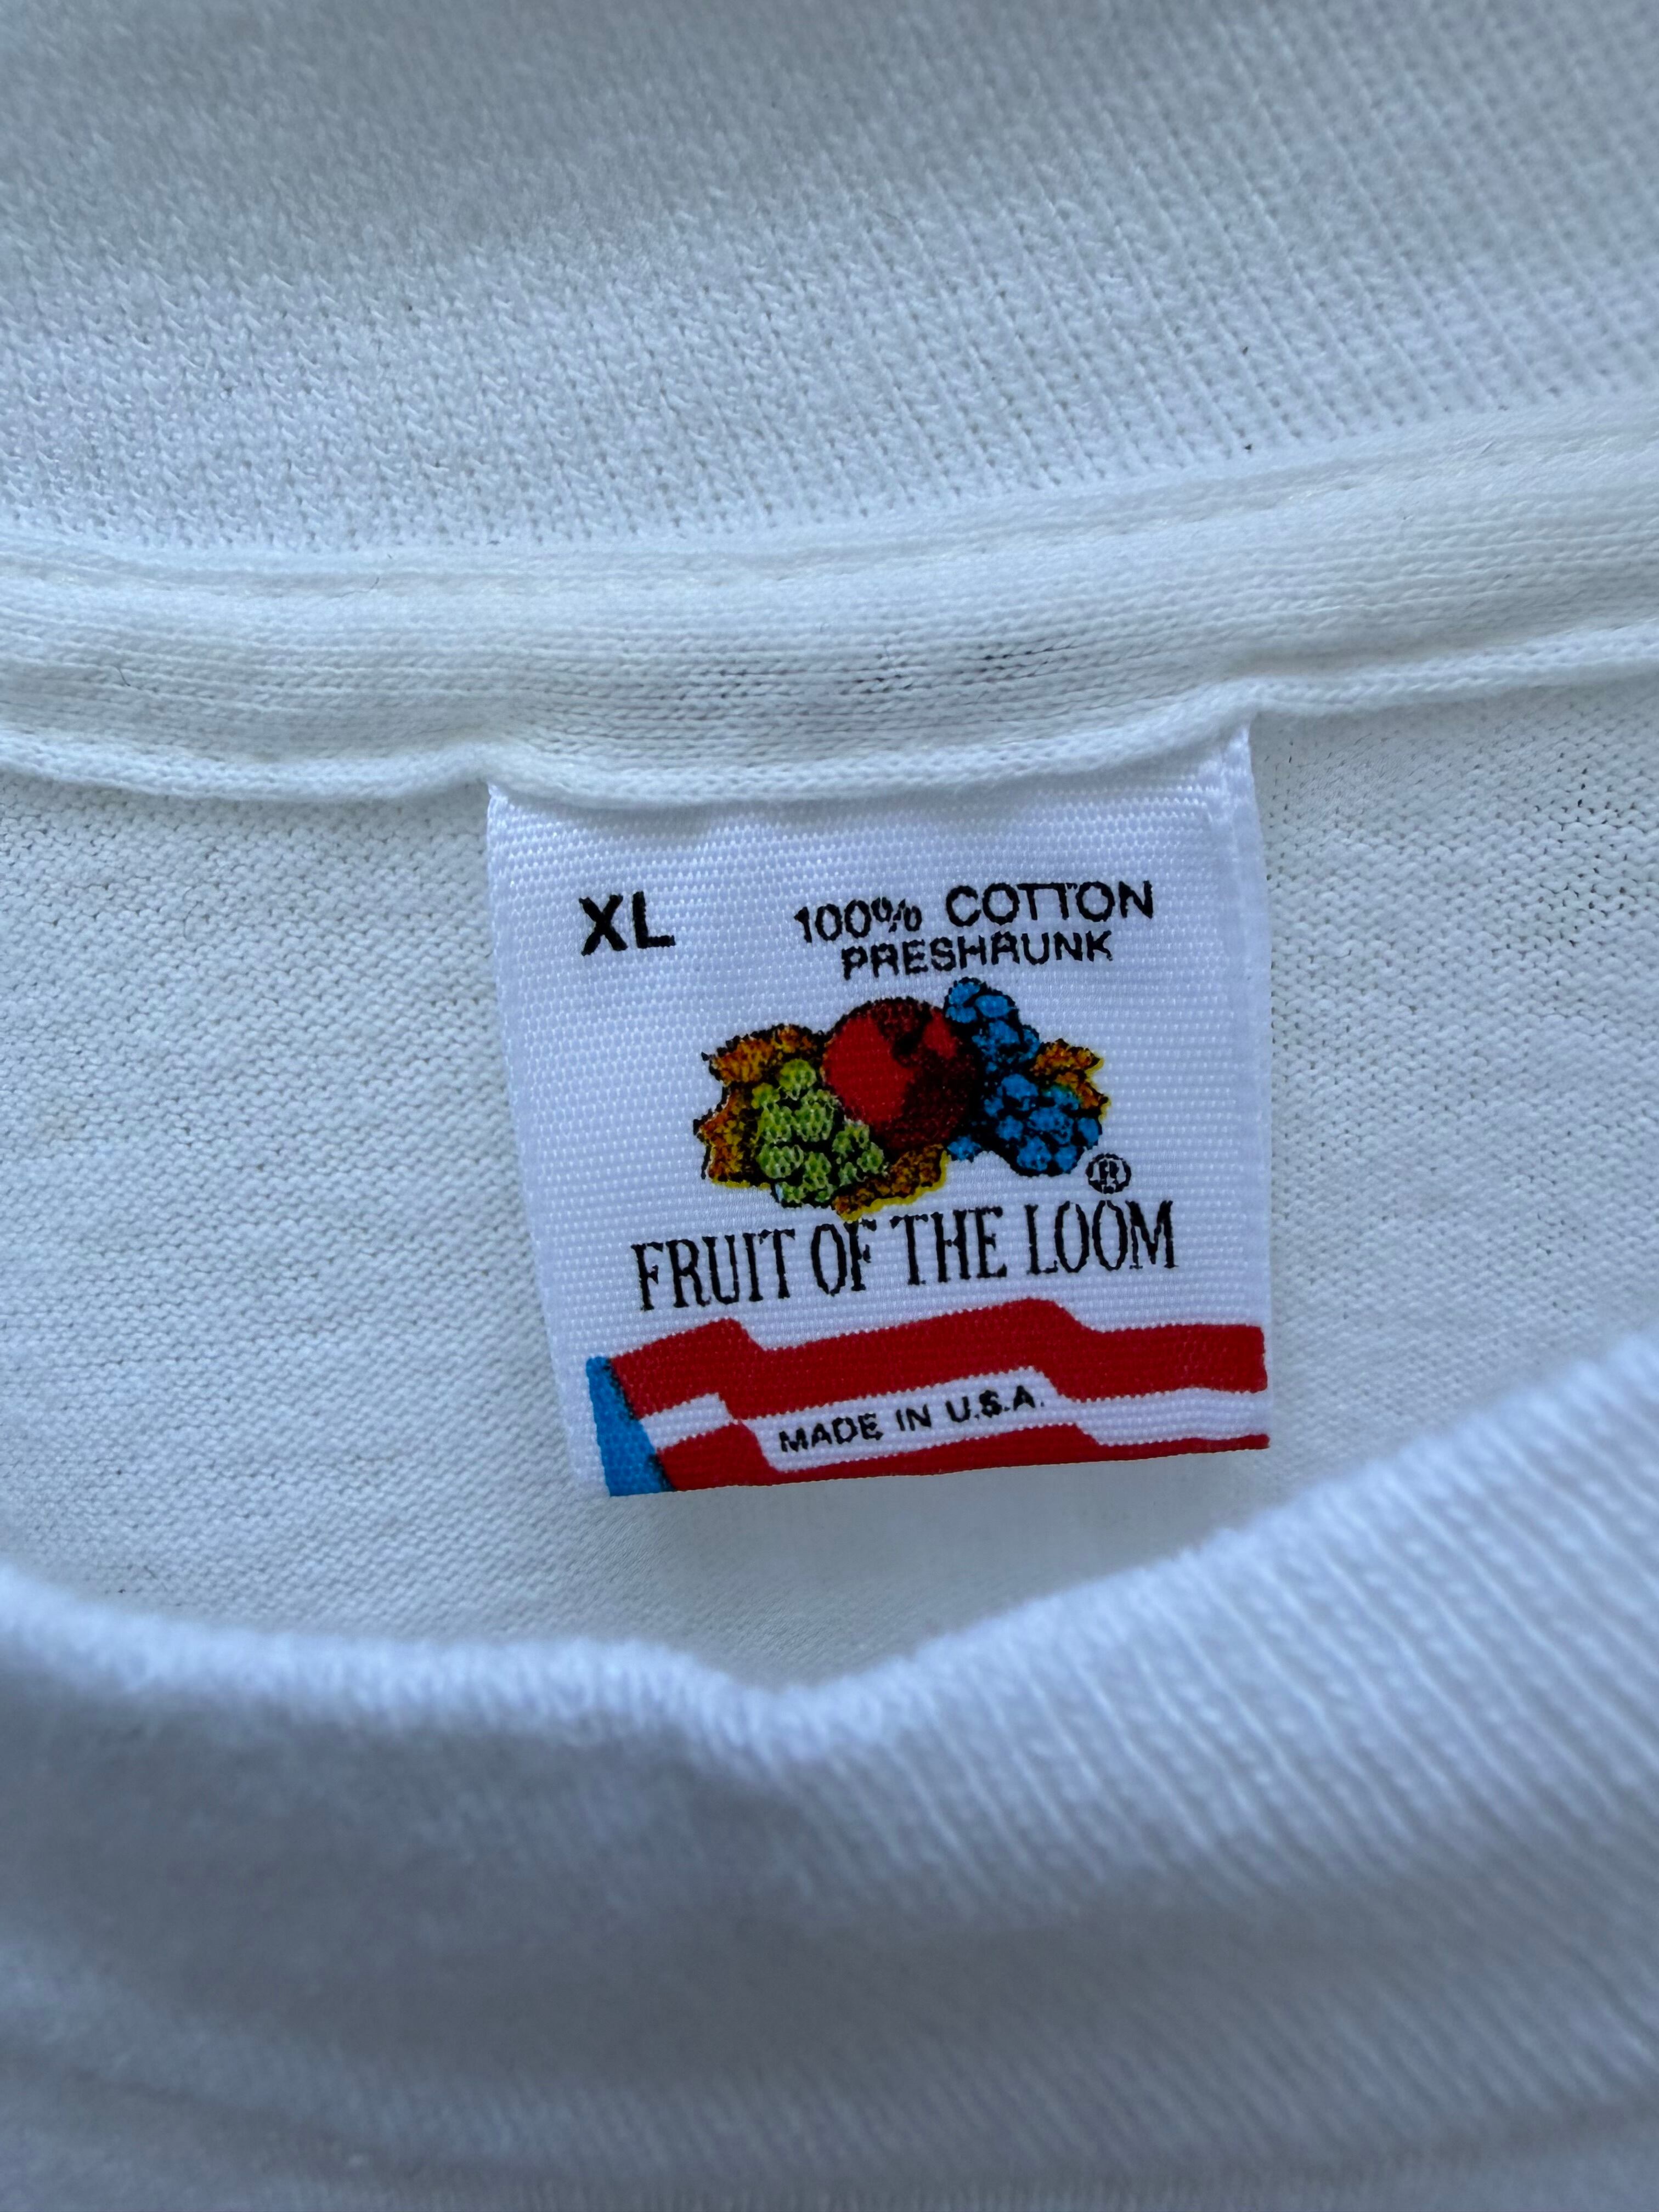 XL
100% COTTON
PRESHRUNK
®
FRUIT OF THE LOOM
MADE IN U.S.A.